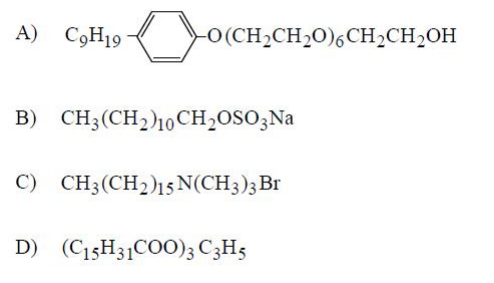 A) C₉H₁₉ -O(CH₂CH₂O)₆CH₂CH₂OH
B) CH₃(CH₂)₁₀CH₂OSO₃Na
C) CH₃(CH₂)₁₅N(CH₃)₃Br
D) (C₁₅H₃₁COO)₃C₃H₅